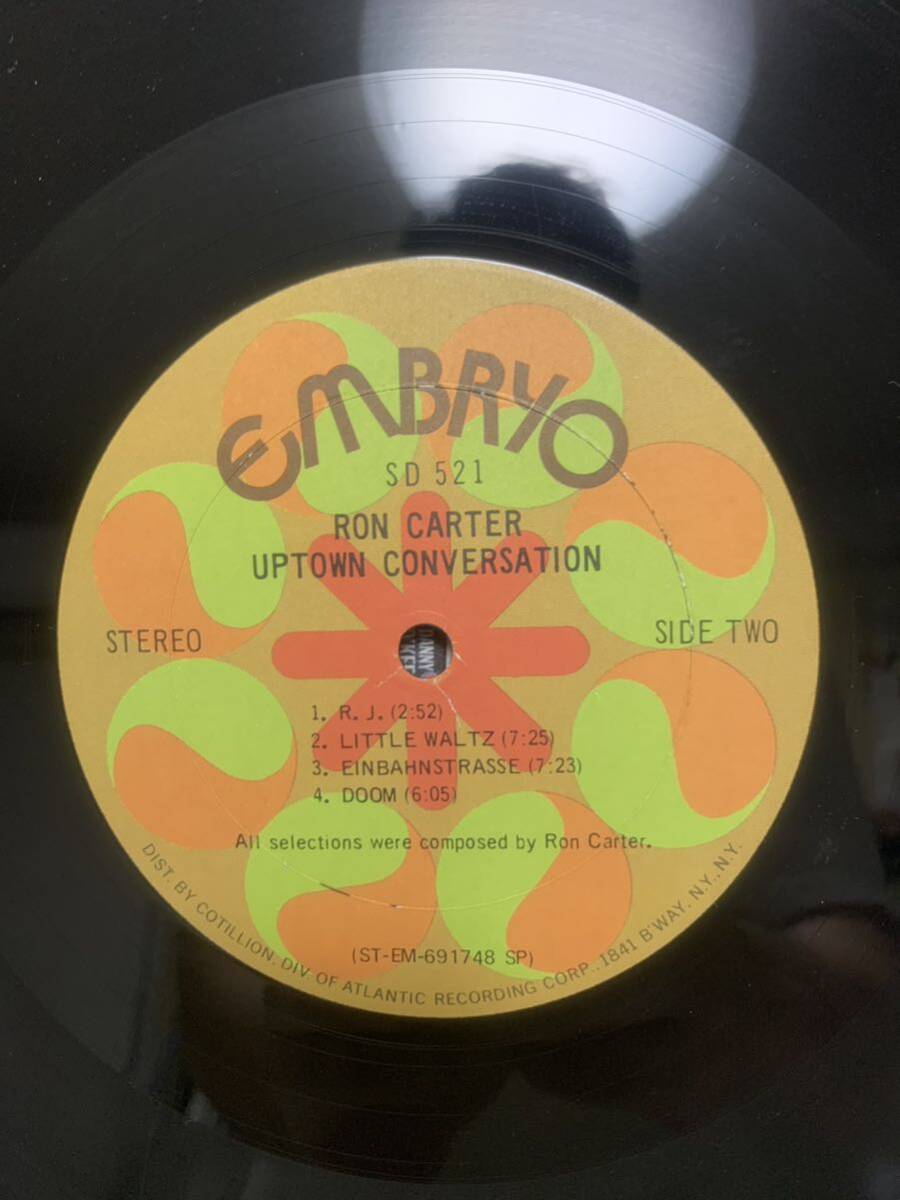 EMBRYO
SD 521
RON CARTER
UPTOWN CONVERSATION
STEREO
SIDE TWO
1. R. J. (2:52)
2. LITTLE WALTZ (7:25)
3. EINBAHNSTRASSE (7:23)
4. DOOM (6:05)
All selections were composed by Ron Carter.
(ST-EM-691748 SP)
DIST. BY COTILLION, DIV. OF ATLANTIC RECORDING CORP., 1841 B'WAY, N.Y., N.Y.